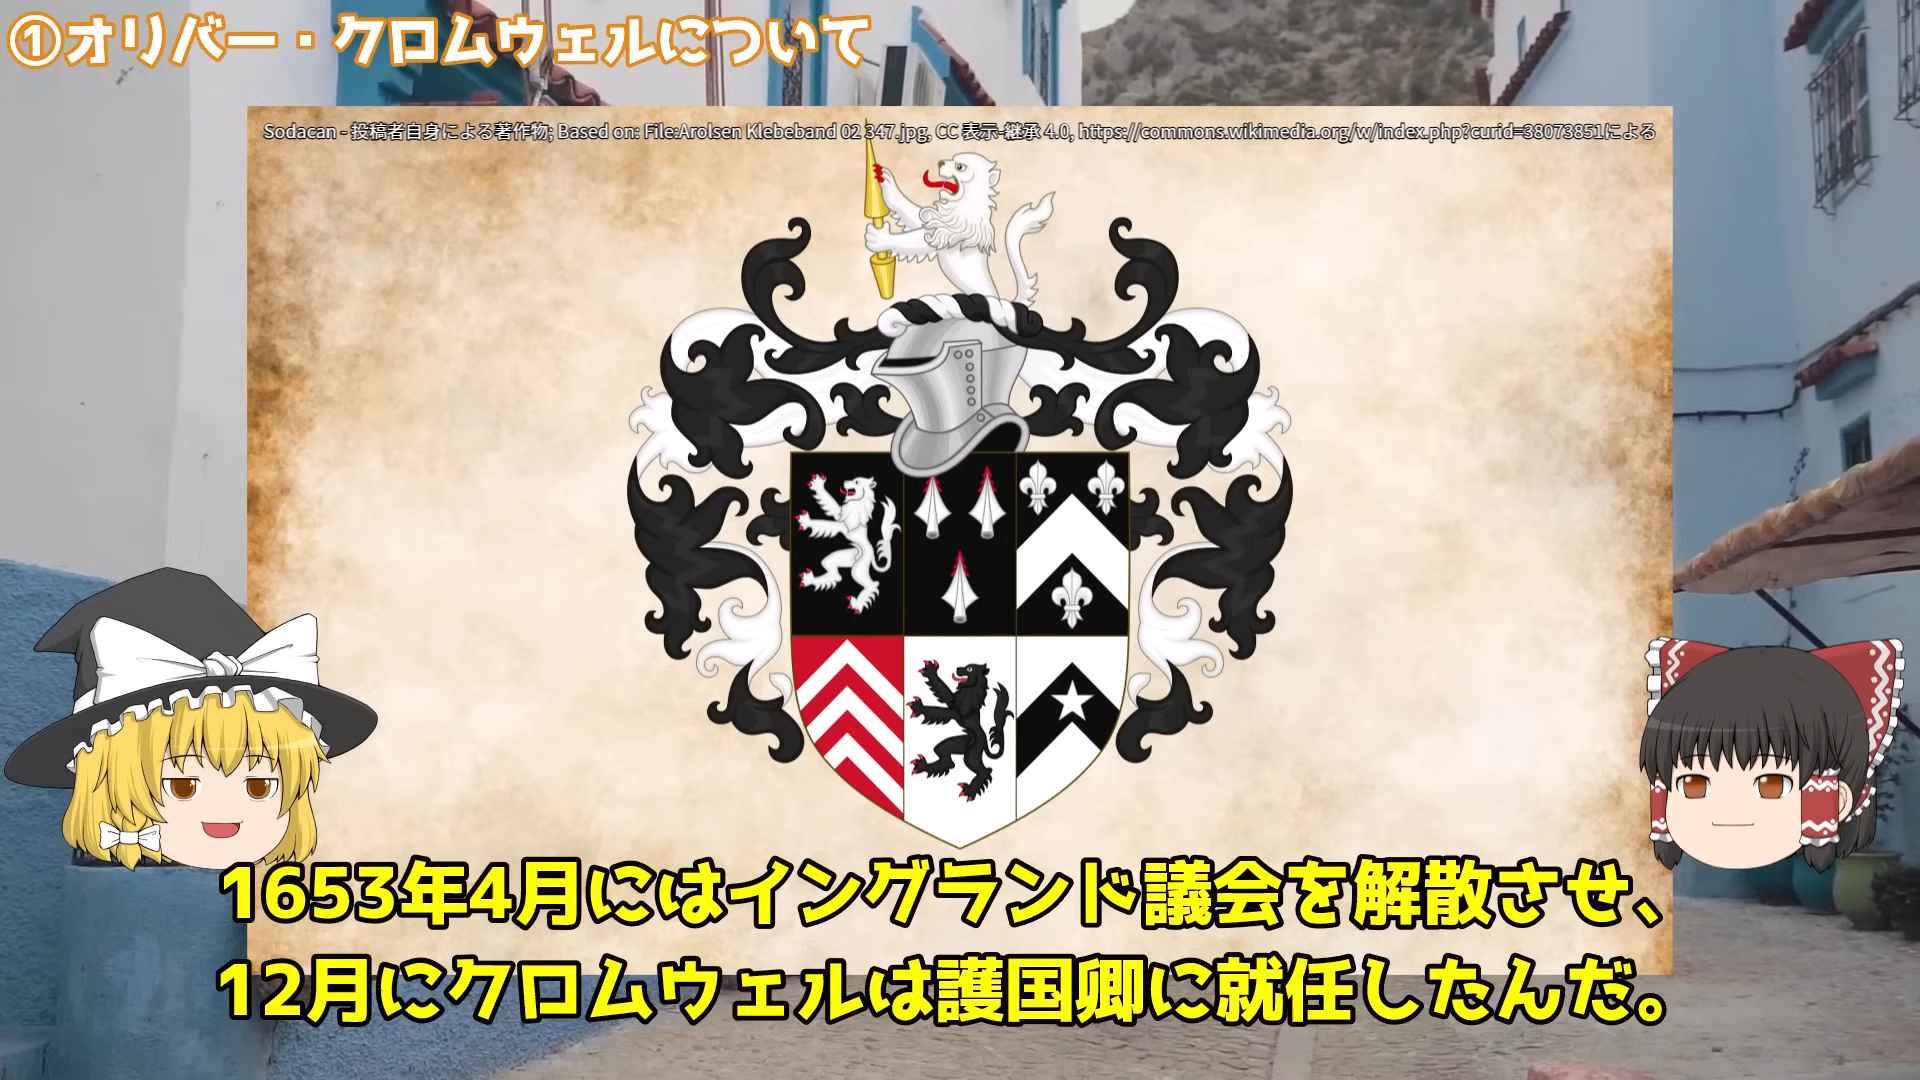 ①オリバー・クロムウェルについて
Sodacan - 投稿者自身による著作物; Based on: File:Arolsen Klebeband 02 347.jpg, CC 表示-継承 4.0, https://commons.wikimedia.org/w/index.php?curid=38073851による
1653年4月にはイングランド議会を解散させ、
12月にクロムウェルは護国卿に就任したんだ。